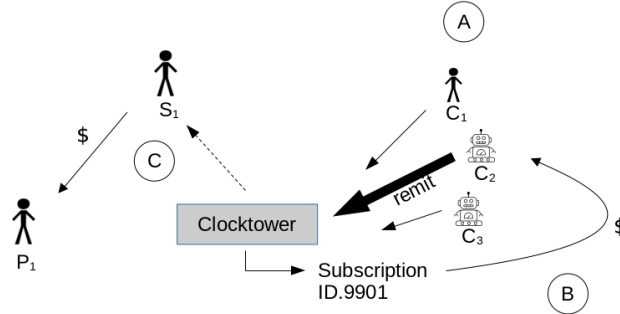 A
S₁
C₁
$
C
C₂
remit
Clocktower
C₃
P₁
$
Subscription
ID.9901
B